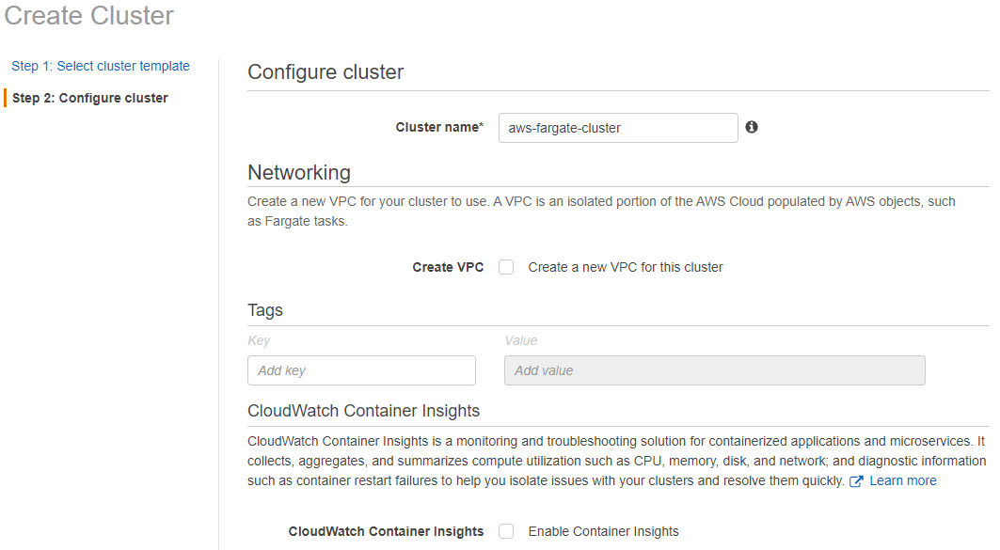 Create Cluster
Step 1: Select cluster template
Step 2: Configure cluster
Configure cluster
Cluster name*
aws-fargate-cluster
Networking
Create a new VPC for your cluster to use. A VPC is an isolated portion of the AWS Cloud populated by AWS objects, such
as Fargate tasks.
Create VPC
Create a new VPC for this cluster
Tags
Key
Value
Add key
Add value
CloudWatch Container Insights
CloudWatch Container Insights is a monitoring and troubleshooting solution for containerized applications and microservices. It
collects, aggregates, and summarizes compute utilization such as CPU, memory, disk, and network; and diagnostic information
such as container restart failures to help you isolate issues with your clusters and resolve them quickly. Learn more
CloudWatch Container Insights
Enable Container Insights